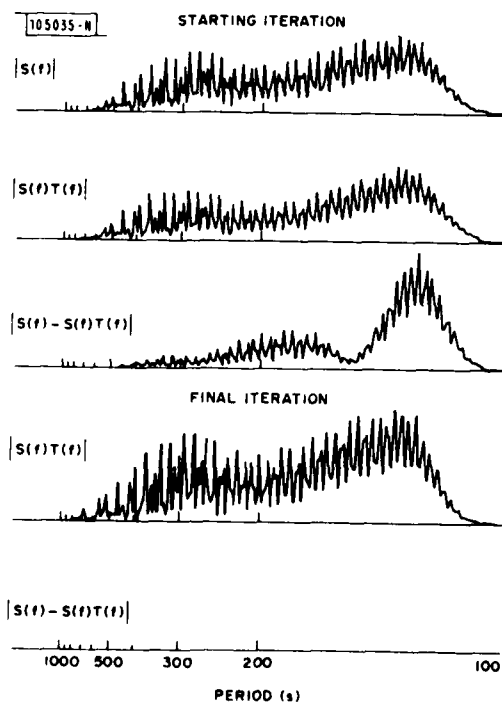 105035-N
STARTING ITERATION
|S(f)|
|S(f)T(f)|
|S(f) - S(f)T(f)|
FINAL ITERATION
|S(f)T(f)|
|S(f) - S(f)T(f)|
1000 500 300 200 100
PERIOD (s)